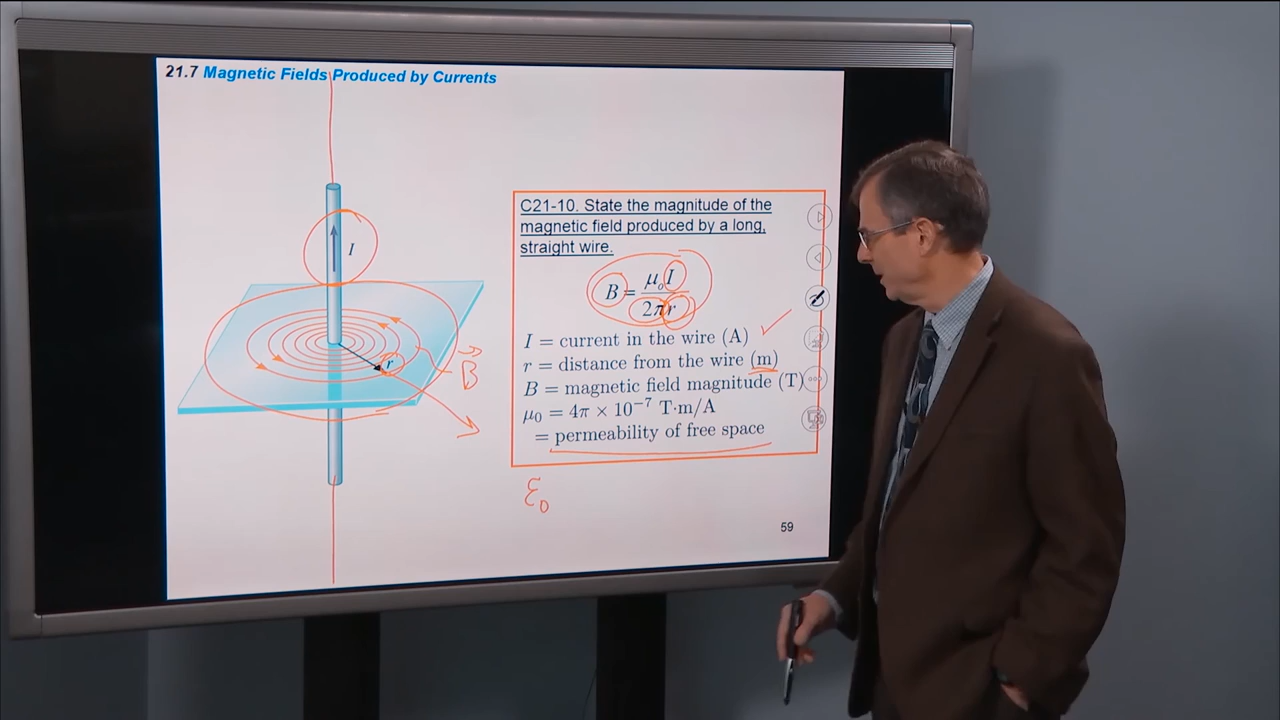 21.7 Magnetic Fields Produced by Currents
I
r
B⃗
C21-10. State the magnitude of the
magnetic field produced by a long,
straight wire.
B = μₒI / 2πr
I = current in the wire (A)
r = distance from the wire (m)
B = magnetic field magnitude (T)
μ₀ = 4π × 10⁻⁷ T·m/A
= permeability of free space
ε₀
59